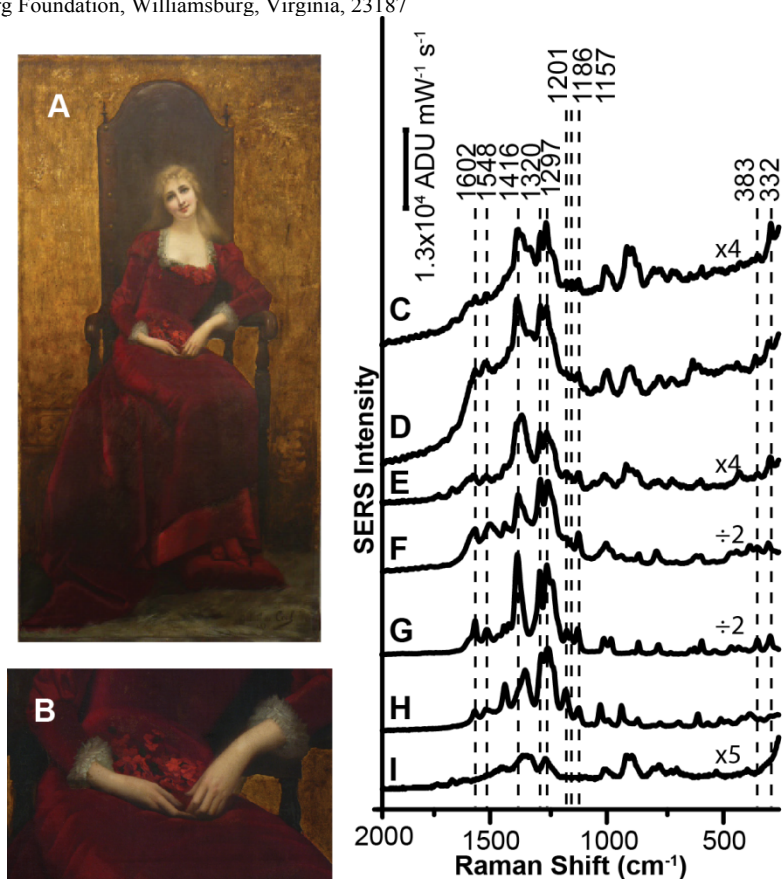 rg Foundation, Williamsburg, Virginia, 23187
A
B
1.3x10⁴ ADU mW⁻¹ s⁻¹
1602
1548
1416
1320
1297
1201
1186
1157
383
332
C
x4
D
E
x4
F
÷2
G
÷2
H
I
x5
SERS Intensity
2000
1500
1000
500
Raman Shift (cm⁻¹)